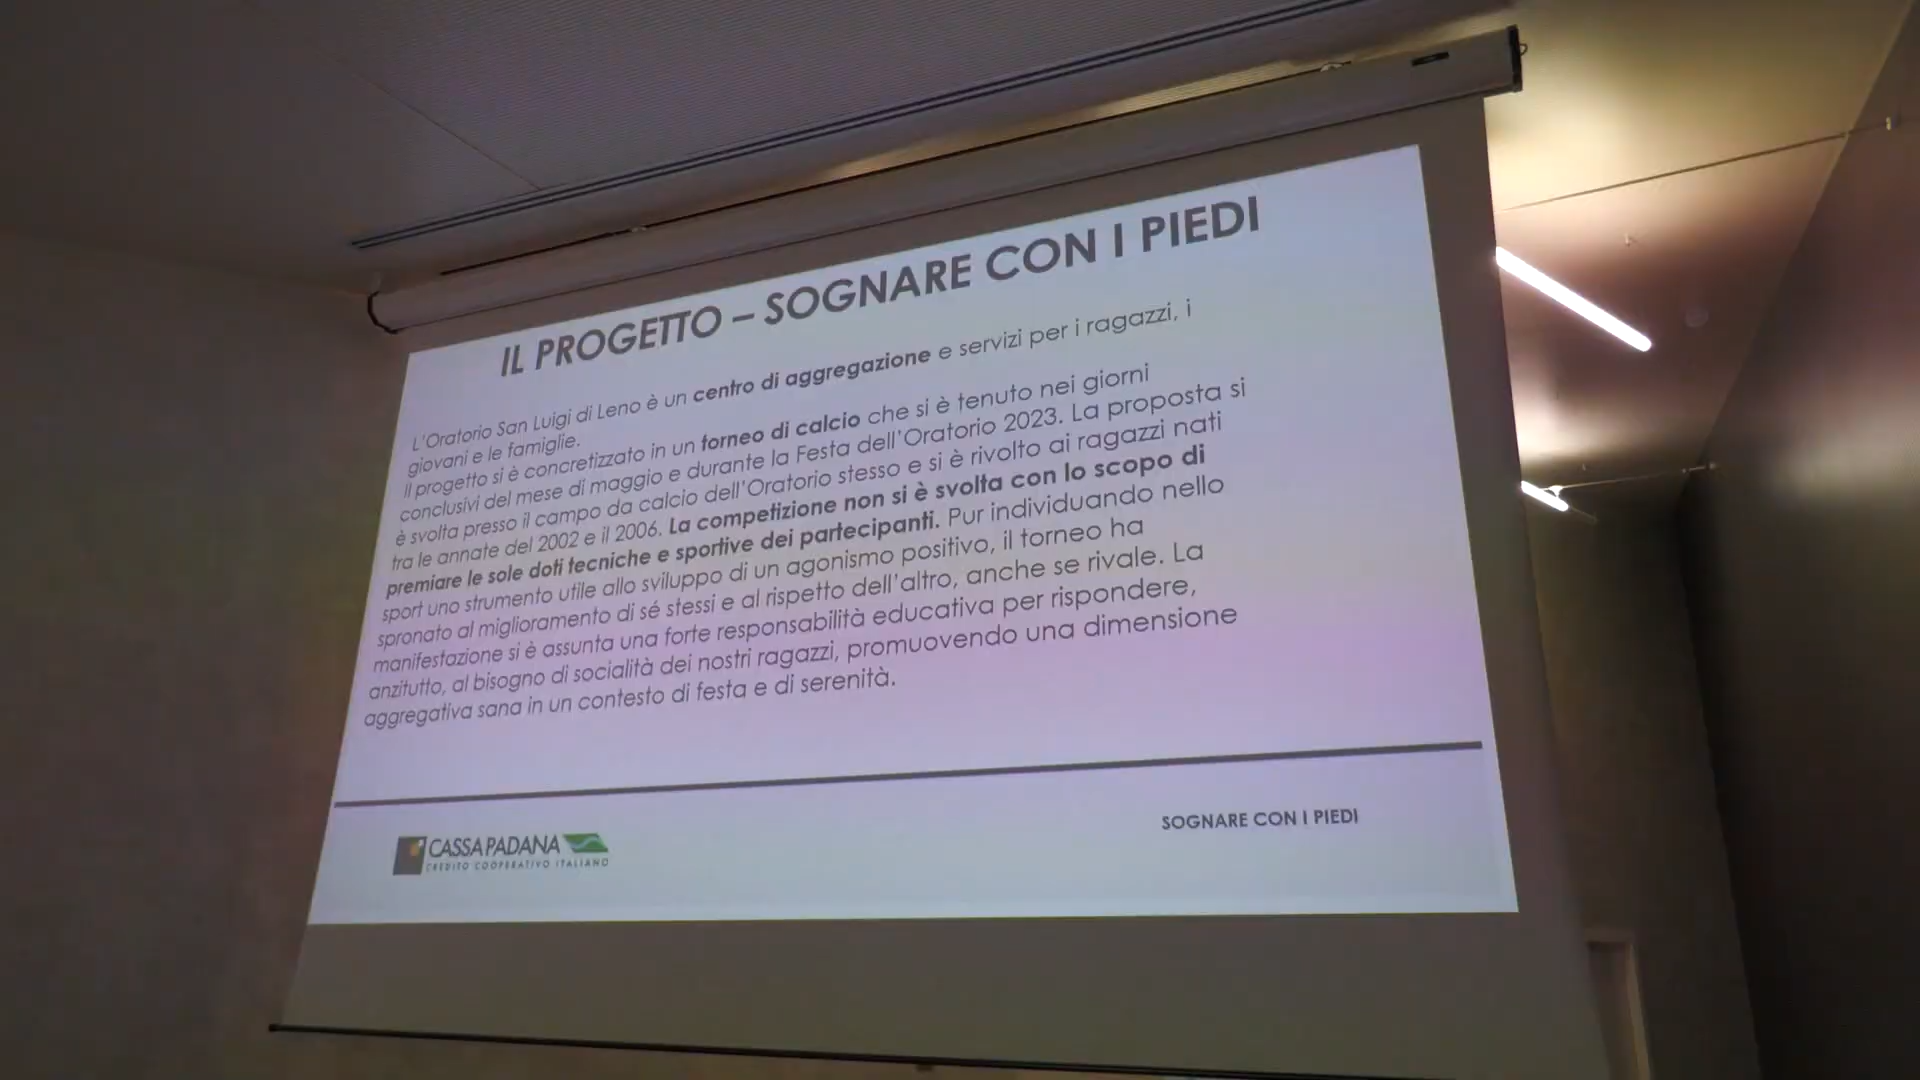 IL PROGETTO – SOGNARE CON I PIEDI
L'Oratorio San Luigi di Leno è un centro di aggregazione e servizi per i ragazzi, i
giovani e le famiglie.
Il progetto si è concretizzato in un torneo di calcio che si è tenuto nei giorni
conclusivi del mese di maggio e durante la Festa dell'Oratorio 2023. La proposta si
è svolta presso il campo da calcio dell'Oratorio stesso e si è rivolto ai ragazzi nati
tra le annate del 2002 e il 2006. La competizione non si è svolta con lo scopo di
premiare le sole doti tecniche e sportive dei partecipanti. Pur individuando nello
sport uno strumento utile allo sviluppo di un agonismo positivo, il torneo ha
spronato al miglioramento di sé stessi e al rispetto dell'altro, anche se rivale. La
manifestazione si è assunta una forte responsabilità educativa per rispondere,
anzitutto, al bisogno di socialità dei nostri ragazzi, promuovendo una dimensione
aggregativa sana in un contesto di festa e di serenità.
CASSA PADANA
CREDITO COOPERATIVO ITALIANO
SOGNARE CON I PIEDI